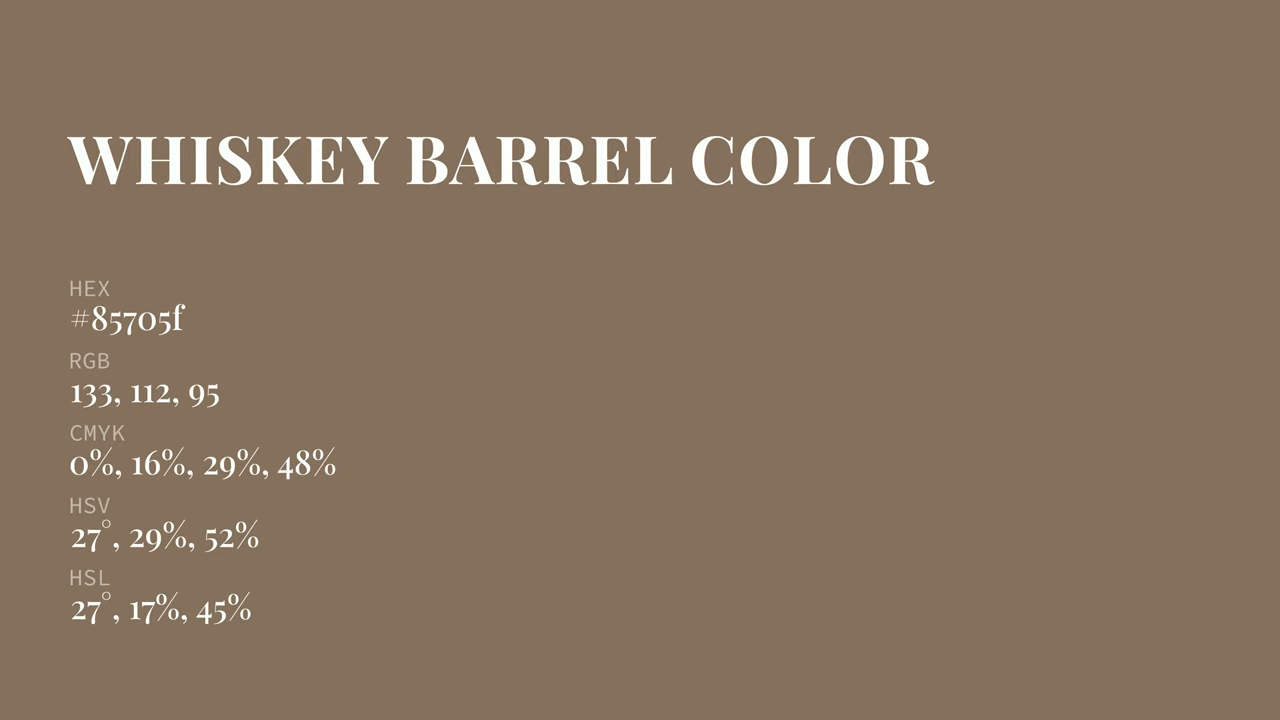 WHISKEY BARREL COLOR
HEX
#85705f
RGB
133, 112, 95
CMYK
0%, 16%, 29%, 48%
HSV
27°, 29%, 52%
HSL
27°, 17%, 45%